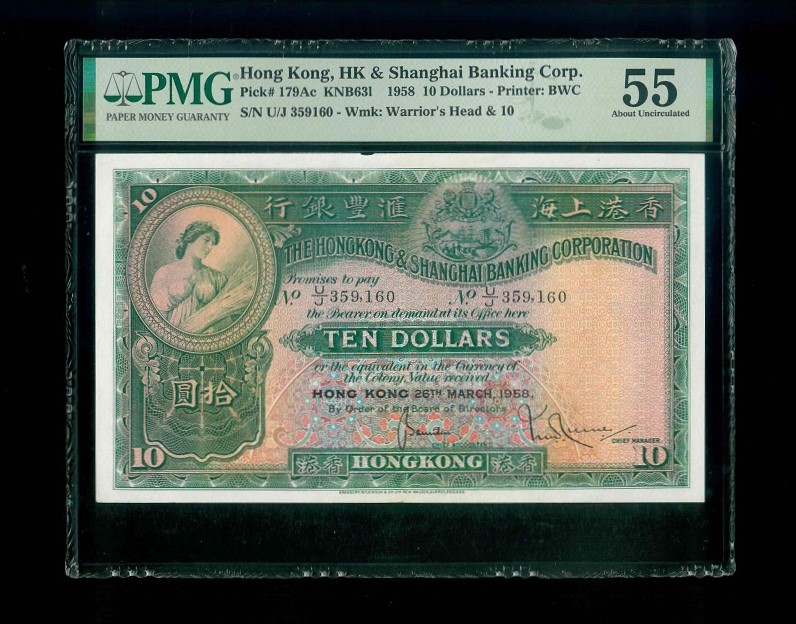 PMG
PAPER MONEY GUARANTY
Hong Kong, HK & Shanghai Banking Corp.
Pick# 179Ac KNB63l 1958 10 Dollars - Printer: BWC
S/N U/J 359160 - Wmk: Warrior's Head & 10
55
About Uncirculated
10
行銀豐滙 海上港香
THE HONGKONG & SHANGHAI BANKING CORPORATION
Promises to pay
No U/J 359,160 No U/J 359,160
the Bearer on demand at its Office here
TEN DOLLARS
or the equivalent in the Currency of
the Colony Value received
圓拾
HONG KONG 26TH MARCH, 1958.
By Order of the Board of Directors
CHIEF MANAGER
10 港香 HONGKONG 港香 10